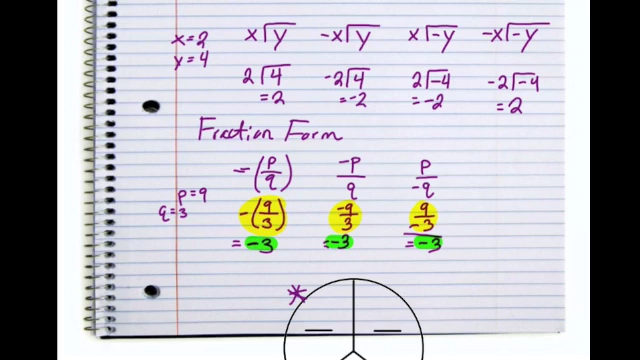 x=2 x⟌y -x⟌y x⟌-y -x⟌-y
y=4
2⟌4 -2⟌4 2⟌-4 -2⟌-4
=2 =-2 =-2 =2
Fraction Form
-(p/q) -p/q p/-q
p=9
q=3
-(9/3) -9/3 9/-3
=-3 =-3 =-3